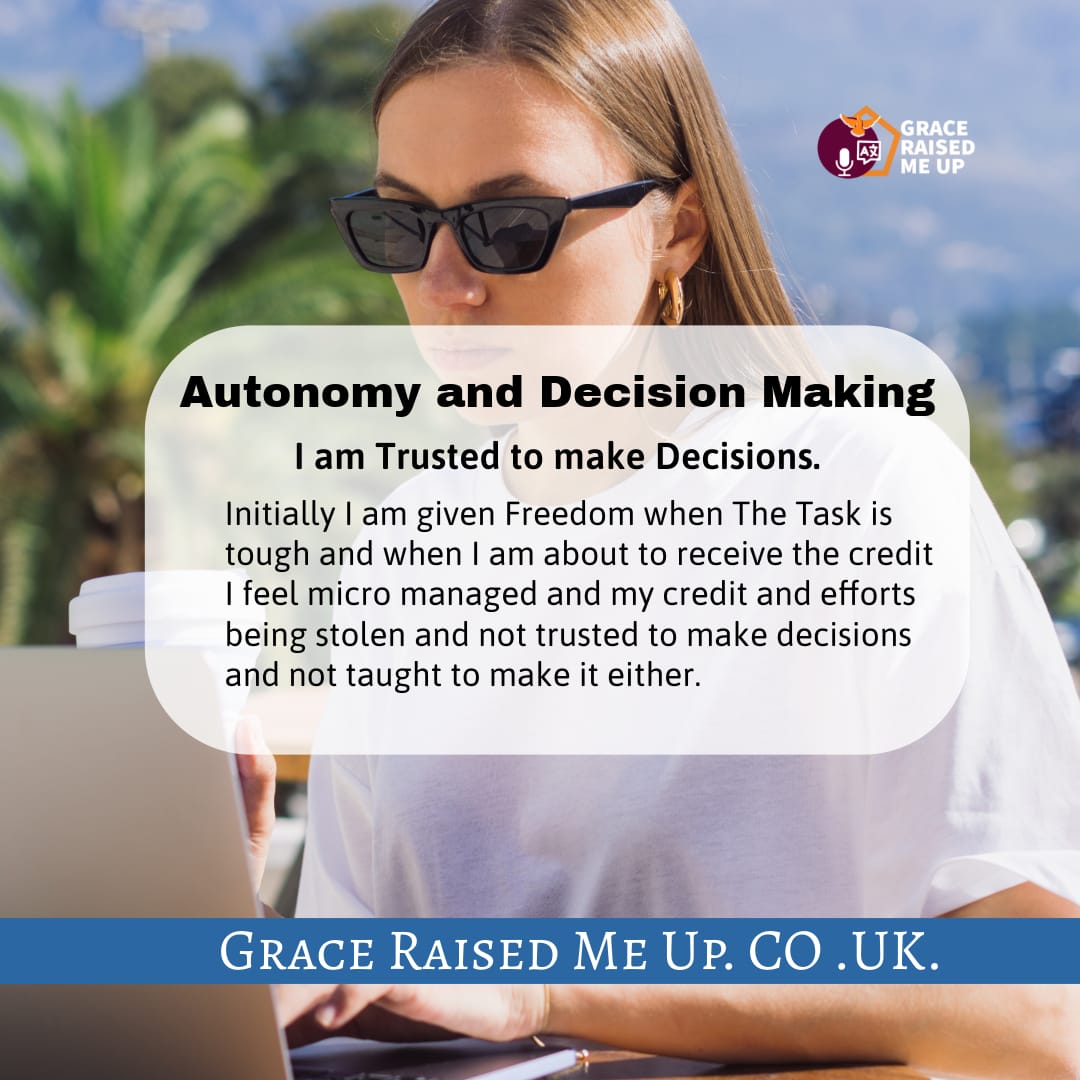 GRACE
RAISED
ME UP
Autonomy and Decision Making
I am Trusted to make Decisions.
Initially I am given Freedom when The Task is
tough and when I am about to receive the credit
I feel micro managed and my credit and efforts
being stolen and not trusted to make decisions
and not taught to make it either.
Grace Raised Me Up. CO .UK.